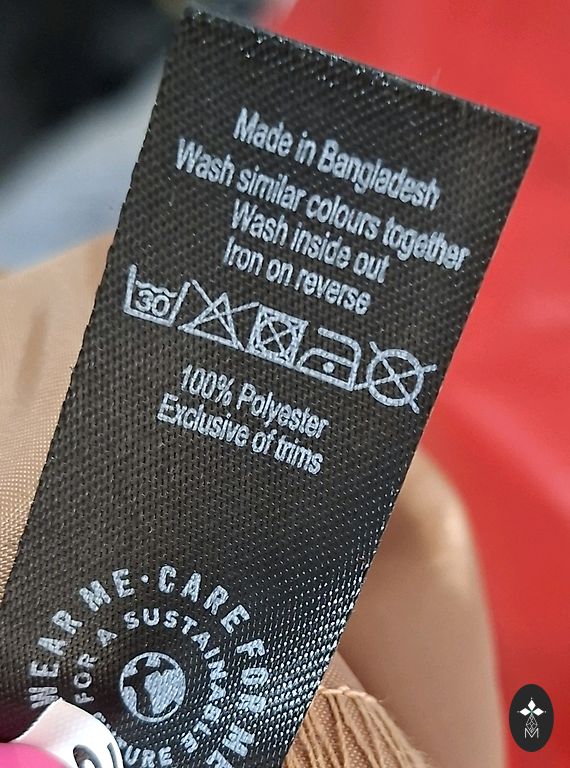 Made in Bangladesh
Wash similar colours together
Wash inside out
Iron on reverse
30
100% Polyester
Exclusive of trims
WEAR ME · CARE FOR ME
FOR A SUSTAINABLE